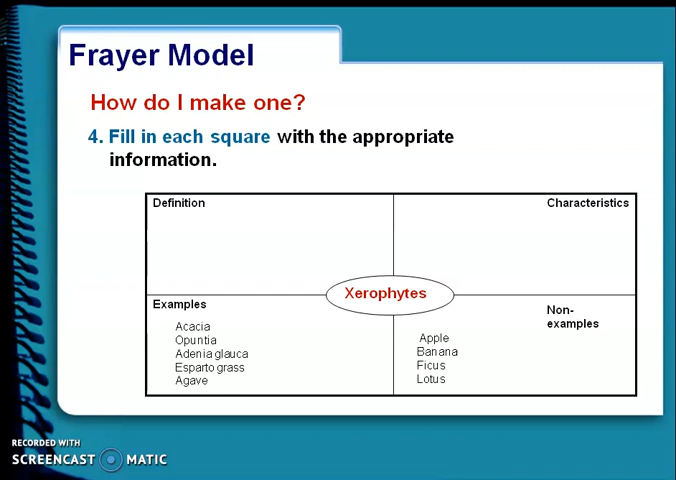 Frayer Model
How do I make one?
4. Fill in each square with the appropriate
information.
Definition
Characteristics
Xerophytes
Examples
Acacia
Opuntia
Adenia glauca
Esparto grass
Agave
Non-
examples
Apple
Banana
Ficus
Lotus
RECORDED WITH
SCREENCAST MATIC